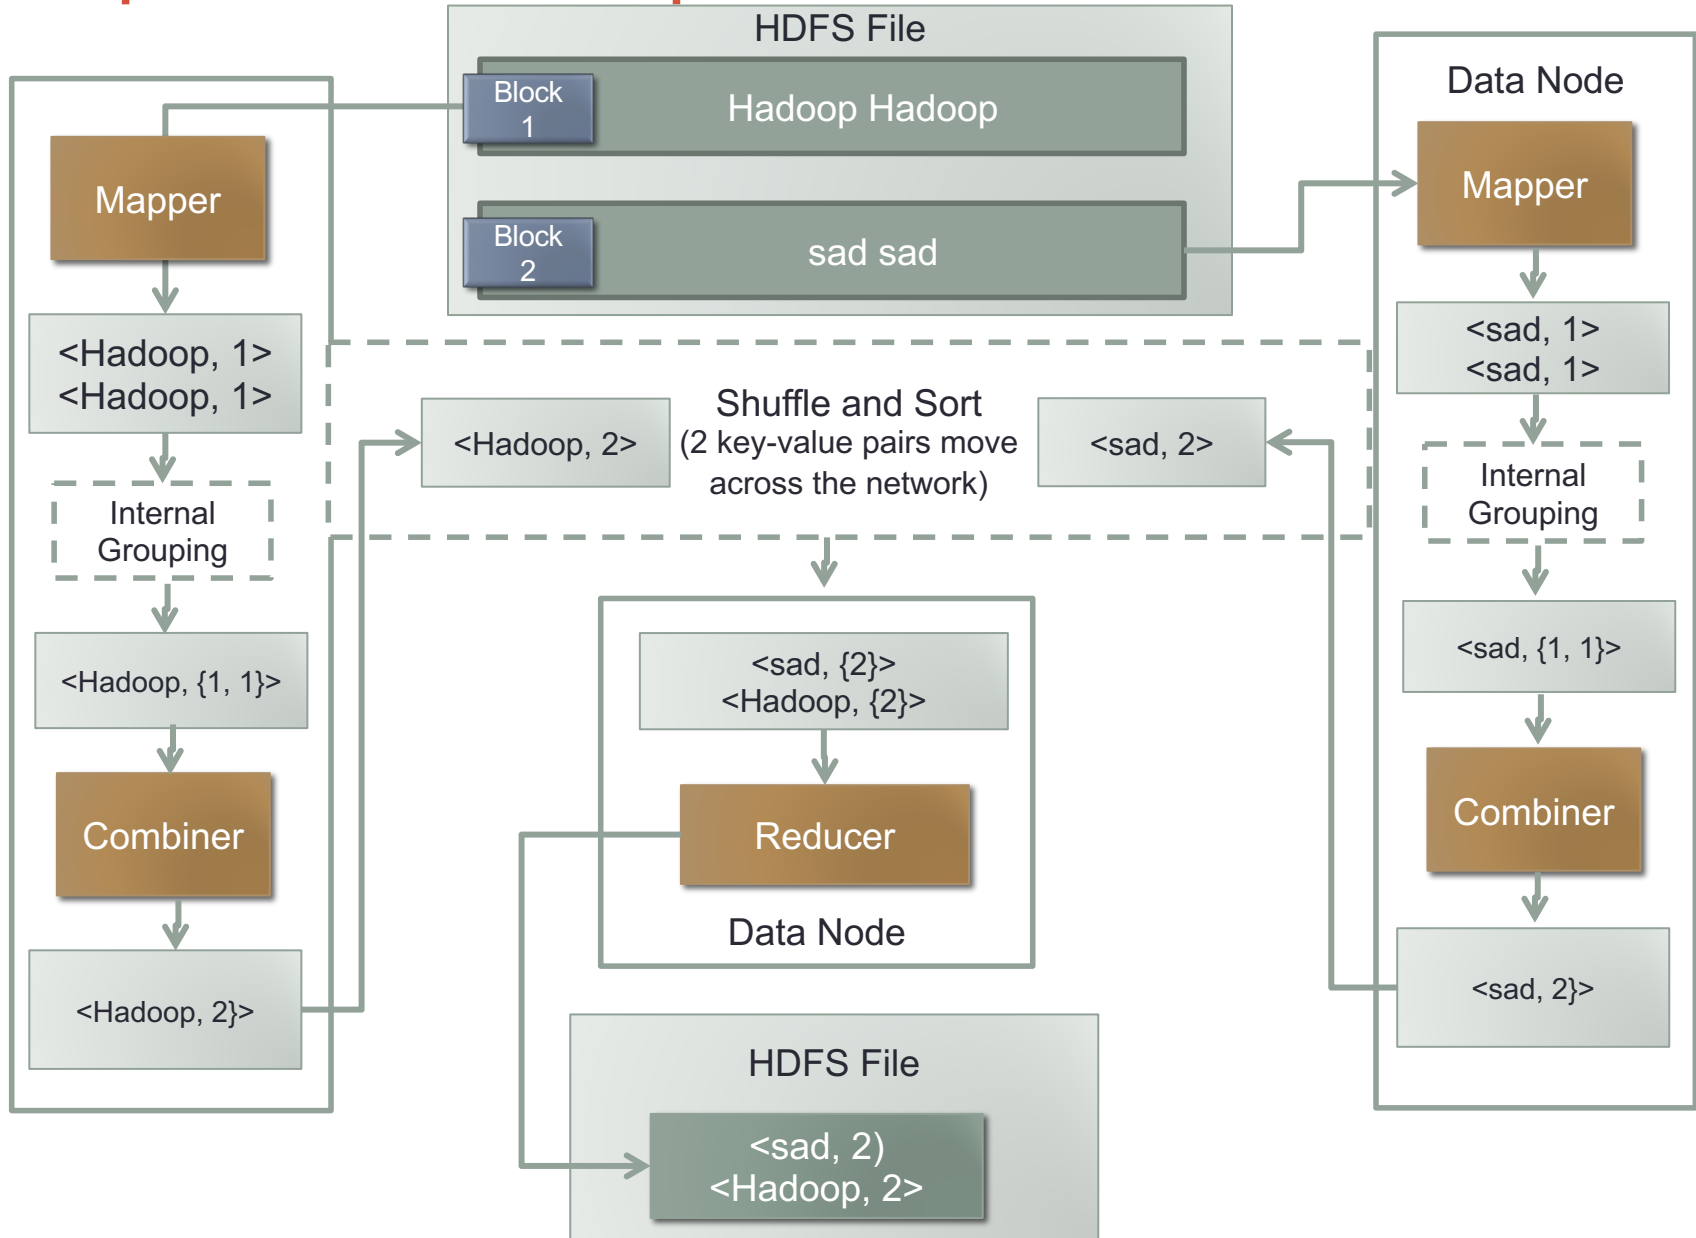 HDFS File
Block
1
Hadoop Hadoop
Block
2
sad sad
Mapper
<Hadoop, 1>
<Hadoop, 1>
Internal
Grouping
<Hadoop, {1, 1}>
Combiner
<Hadoop, 2}>
Data Node
Mapper
<sad, 1>
<sad, 1>
Internal
Grouping
<sad, {1, 1}>
Combiner
<sad, 2}>
<Hadoop, 2>
Shuffle and Sort
(2 key-value pairs move
across the network)
<sad, 2>
<sad, {2}>
<Hadoop, {2}>
Reducer
Data Node
HDFS File
<sad, 2)
<Hadoop, 2>